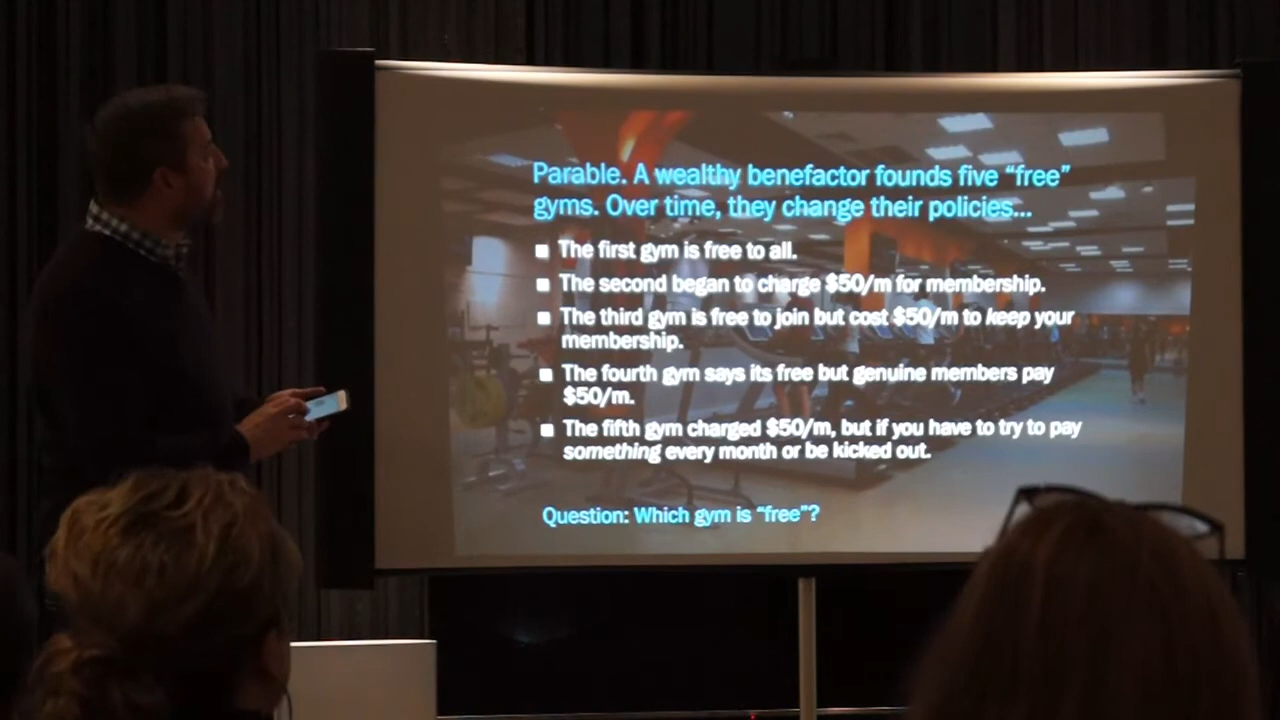 Parable. A wealthy benefactor founds five “free”
gyms. Over time, they change their policies...
■ The first gym is free to all.
■ The second began to charge $50/m for membership.
■ The third gym is free to join but cost $50/m to keep your
membership.
■ The fourth gym says its free but genuine members pay
$50/m.
■ The fifth gym charged $50/m, but if you have to try to pay
something every month or be kicked out.
Question: Which gym is “free”?